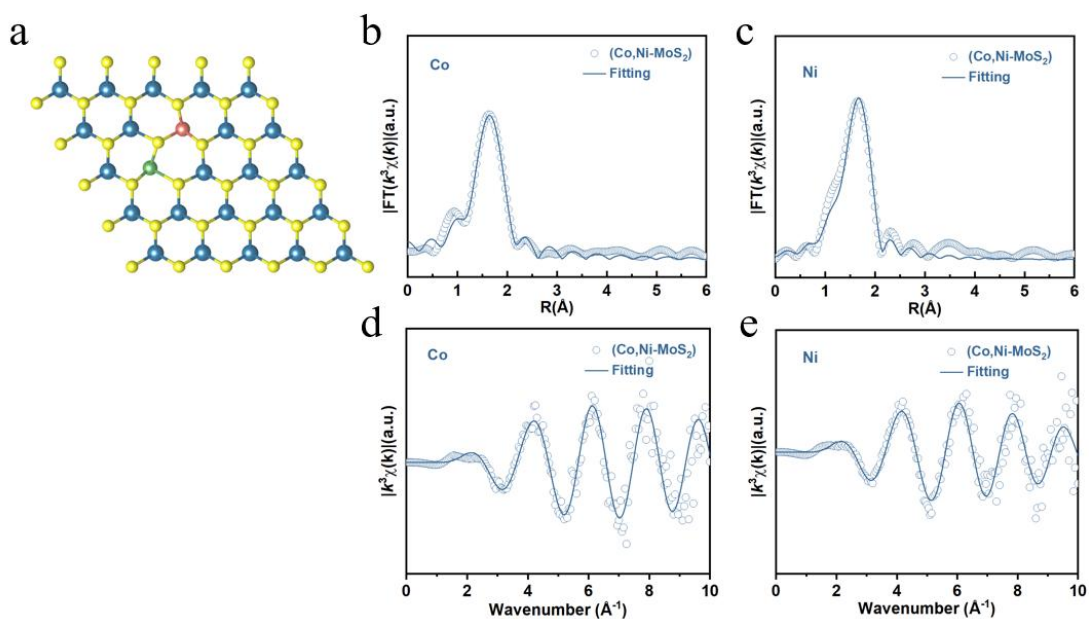 a
b
Co
(Co,Ni-MoS₂)
Fitting
|FT(k³χ(k)|(a.u.)
0 1 2 3 4 5 6
R(Å)
c
Ni
(Co,Ni-MoS₂)
Fitting
|FT(k³χ(k)|(a.u.)
0 1 2 3 4 5 6
R(Å)
d
Co
(Co,Ni-MoS₂)
Fitting
|k³χ(k)|(a.u.)
0 2 4 6 8 10
Wavenumber (Å⁻¹)
e
Ni
(Co,Ni-MoS₂)
Fitting
|k³χ(k)|(a.u.)
0 2 4 6 8 10
Wavenumber (Å⁻¹)